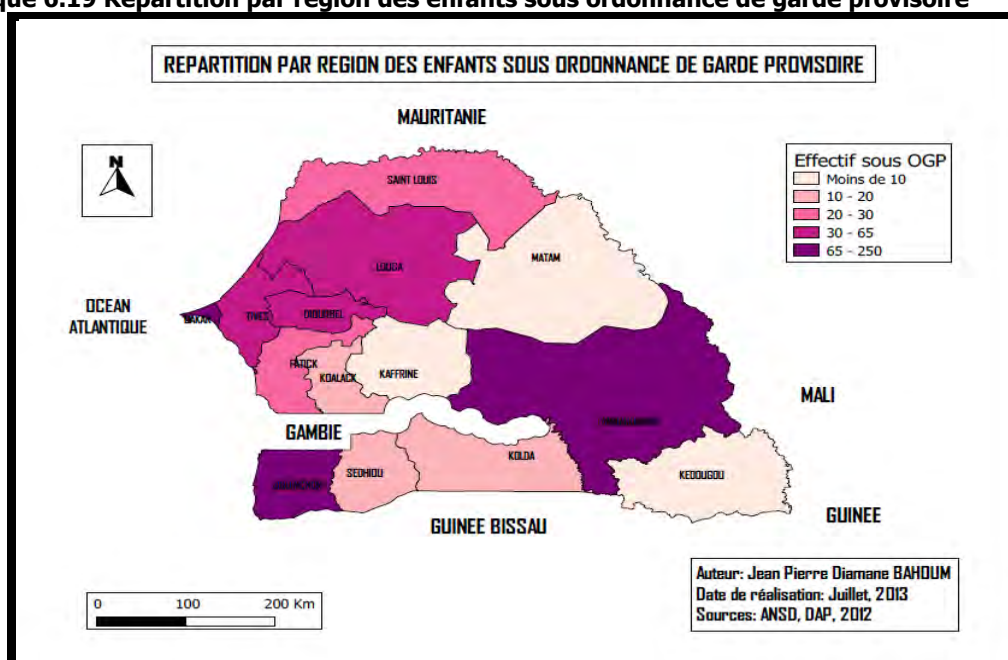 que 6.19 Répartition par région des enfants sous ordonnance de garde provisoire
REPARTITION PAR REGION DES ENFANTS SOUS ORDONNANCE DE GARDE PROVISOIRE
MAURITANIE
N
Effectif sous OGP
Moins de 10
10 - 20
20 - 30
30 - 65
65 - 250
SAINT LOUIS
MATAM
LOUGA
OCEAN
ATLANTIQUE
DAKAR
THIES
DIOURBEL
FATICK
KOALACK
KAFFRINE
MALI
GAMBIE
SEDHIOU
KOLDA
KEDOUGOU
GUINEE BISSAU
GUINEE
0 100 200 Km
Auteur: Jean Pierre Diamane BAHOUM
Date de réalisation: Juillet, 2013
Sources: ANSD, DAP, 2012